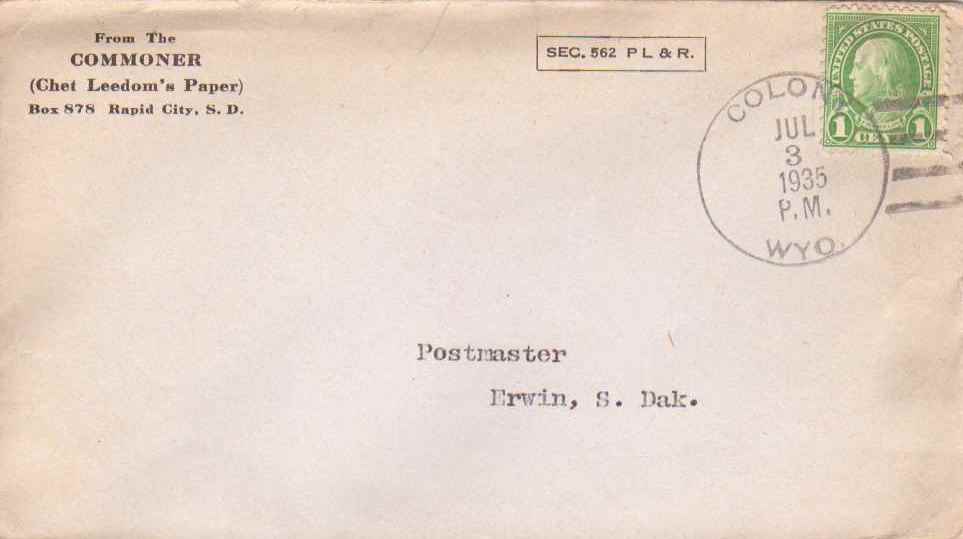 From The
COMMONER
(Chet Leedom's Paper)
Box 878 Rapid City, S. D.
SEC. 562 P L & R.
UNITED STATES POSTAGE
1 CENT 1
COLONY
JUL
3
1935
P.M.
WYO.
Postmaster
Erwin, S. Dak.